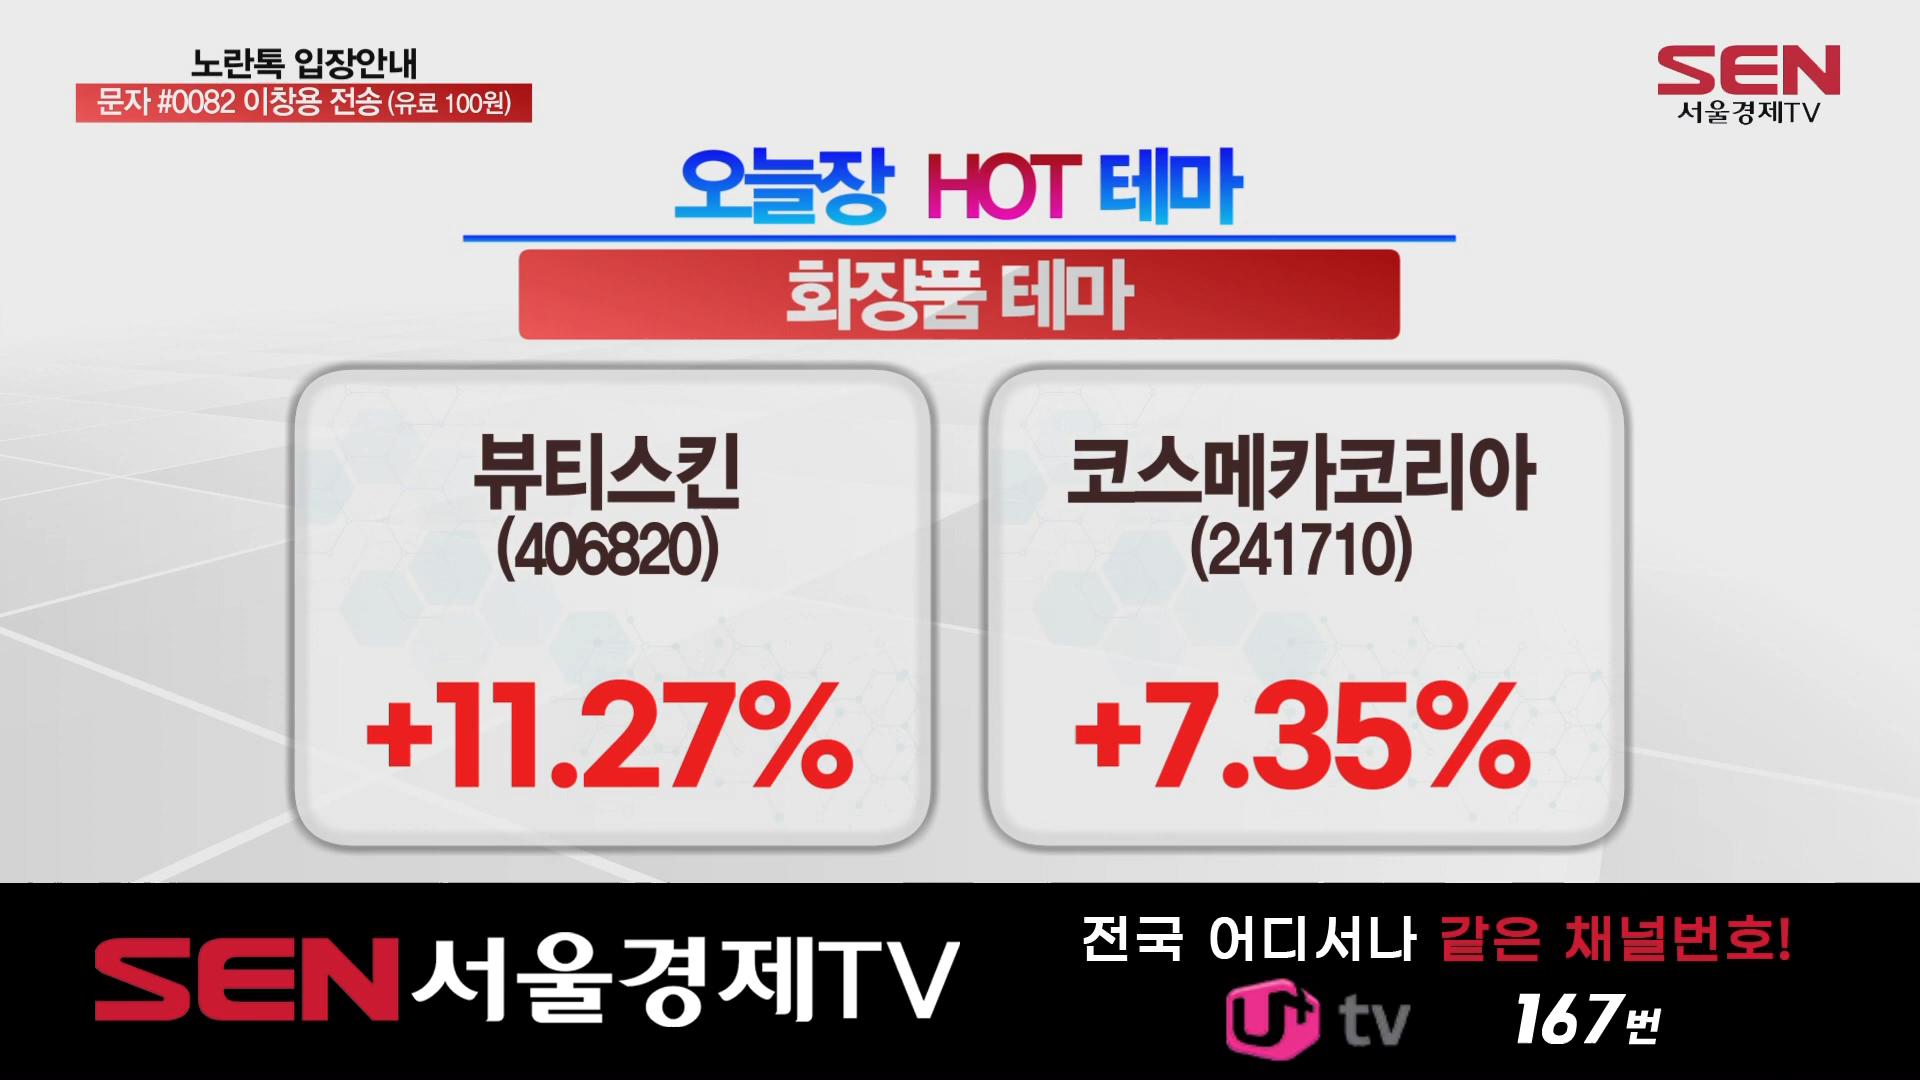 노란톡 입장안내
문자 #0082 이창용 전송 (유료 100원)
SEN
서울경제TV
오늘장 HOT 테마
화장품 테마
뷰티스킨
(406820)
+11.27%
코스메카코리아
(241710)
+7.35%
SEN 서울경제TV
전국 어디서나 같은 채널번호!
U+ tv 167번